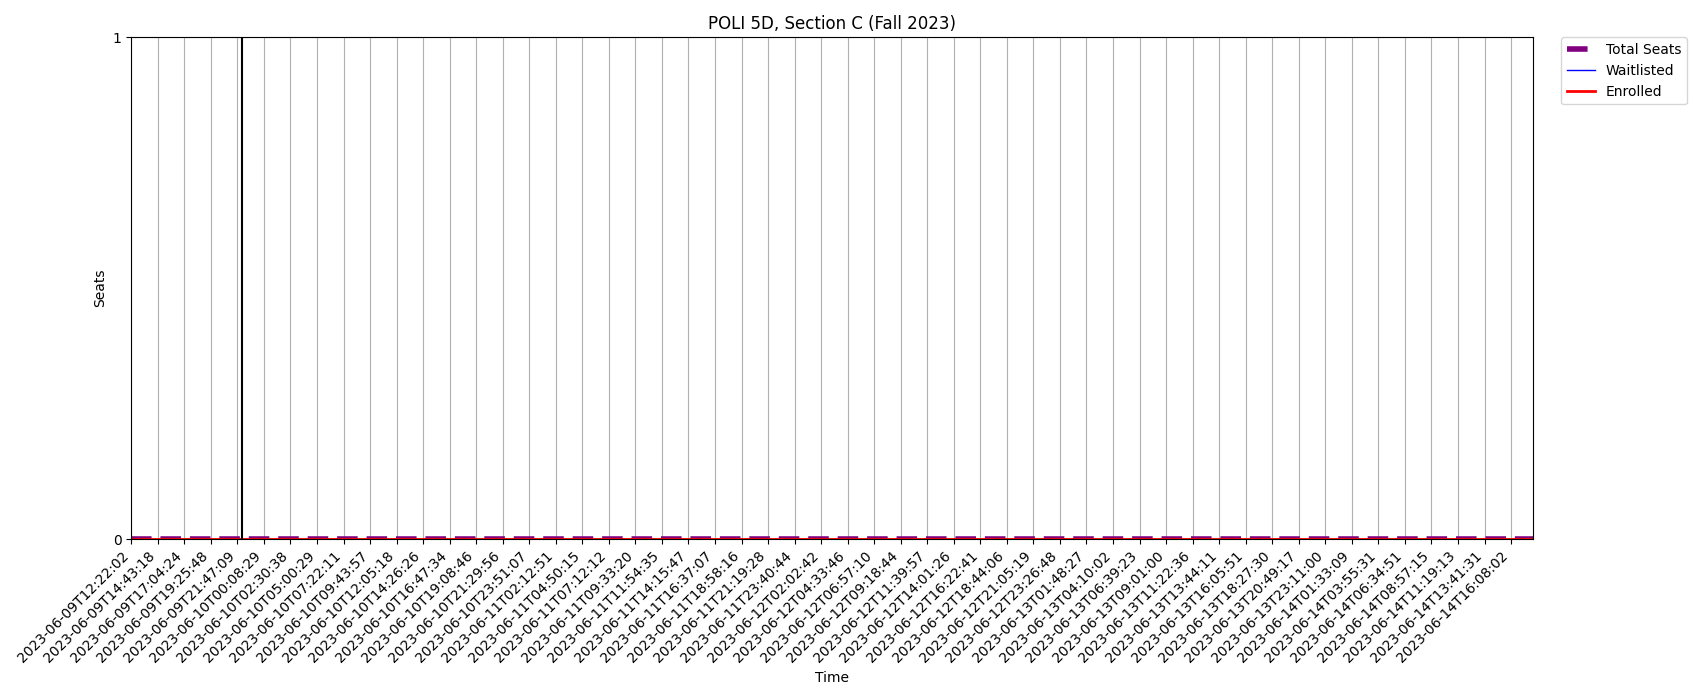 POLI 5D, Section C (Fall 2023)
1
Total Seats
Waitlisted
Enrolled
Seats
0
2023-06-09T12:22:02
2023-06-09T14:43:18
2023-06-09T17:04:24
2023-06-09T19:25:48
2023-06-09T21:47:09
2023-06-10T00:08:29
2023-06-10T02:30:38
2023-06-10T05:00:29
2023-06-10T07:22:11
2023-06-10T09:43:57
2023-06-10T12:05:18
2023-06-10T14:26:26
2023-06-10T16:47:34
2023-06-10T19:08:46
2023-06-10T21:29:56
2023-06-10T23:51:07
2023-06-11T02:12:51
2023-06-11T04:50:15
2023-06-11T07:12:12
2023-06-11T09:33:20
2023-06-11T11:54:35
2023-06-11T14:15:47
2023-06-11T16:37:07
2023-06-11T18:58:16
2023-06-11T21:19:28
2023-06-11T23:40:44
2023-06-12T02:02:42
2023-06-12T04:33:46
2023-06-12T06:57:10
2023-06-12T09:18:44
2023-06-12T11:39:57
2023-06-12T14:01:26
2023-06-12T16:22:41
2023-06-12T18:44:06
2023-06-12T21:05:19
2023-06-12T23:26:48
2023-06-13T01:48:27
2023-06-13T04:10:02
2023-06-13T06:39:23
2023-06-13T09:01:00
2023-06-13T11:22:36
2023-06-13T13:44:11
2023-06-13T16:05:51
2023-06-13T18:27:30
2023-06-13T20:49:17
2023-06-13T23:11:00
2023-06-14T01:33:09
2023-06-14T03:55:31
2023-06-14T06:34:51
2023-06-14T08:57:15
2023-06-14T11:19:13
2023-06-14T13:41:31
2023-06-14T16:08:02
Time